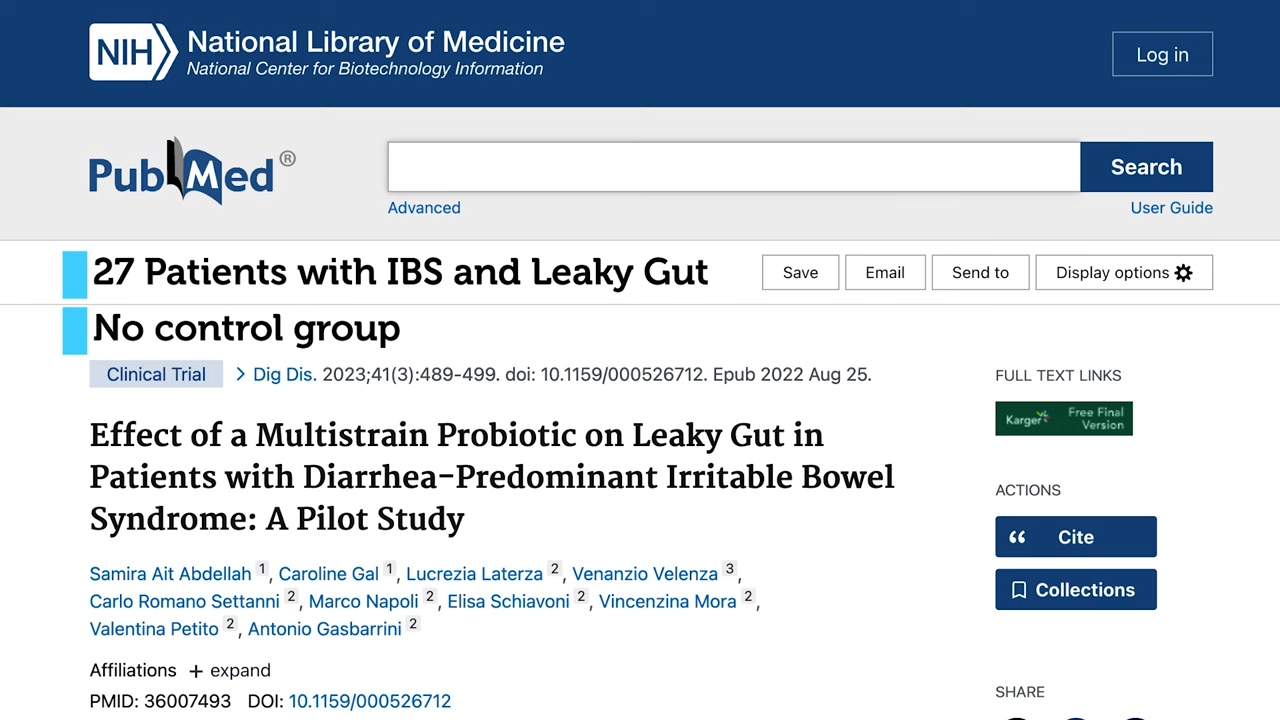 NIH National Library of Medicine
National Center for Biotechnology Information
Log in
PubMed®
Search
Advanced
User Guide
27 Patients with IBS and Leaky Gut
Save
Email
Send to
Display options
No control group
Clinical Trial
Dig Dis. 2023;41(3):489-499. doi: 10.1159/000526712. Epub 2022 Aug 25.
FULL TEXT LINKS
Karger Free Final
Version
Effect of a Multistrain Probiotic on Leaky Gut in
Patients with Diarrhea-Predominant Irritable Bowel
Syndrome: A Pilot Study
ACTIONS
Cite
Collections
Samira Ait Abdellah 1, Caroline Gal 1, Lucrezia Laterza 2, Venanzio Velenza 3,
Carlo Romano Settanni 2, Marco Napoli 2, Elisa Schiavoni 2, Vincenzina Mora 2,
Valentina Petito 2, Antonio Gasbarrini 2
Affiliations + expand
PMID: 36007493 DOI: 10.1159/000526712
SHARE